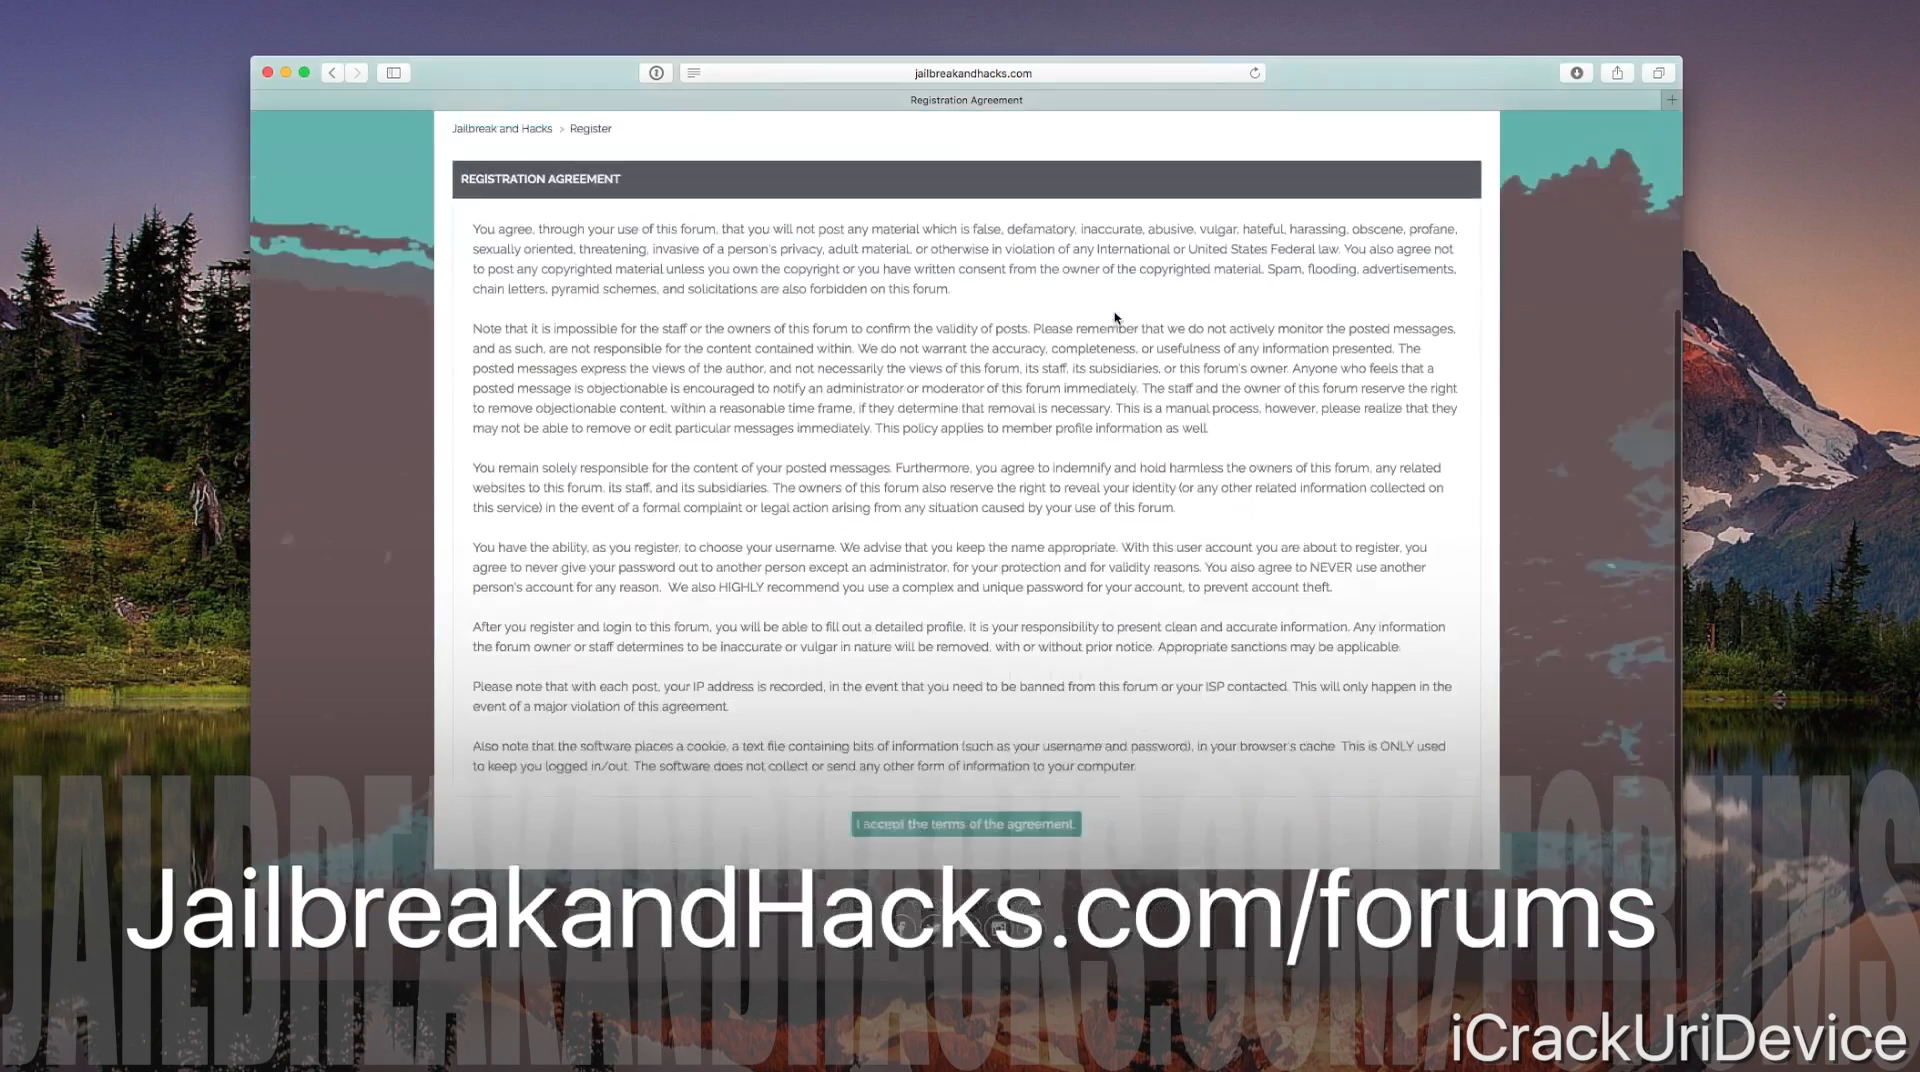 jailbreakandhacks.com
Registration Agreement
Jailbreak and Hacks > Register
REGISTRATION AGREEMENT
You agree, through your use of this forum, that you will not post any material which is false, defamatory, inaccurate, abusive, vulgar, hateful, harassing, obscene, profane,
sexually oriented, threatening, invasive of a person's privacy, adult material, or otherwise in violation of any International or United States Federal law. You also agree not
to post any copyrighted material unless you own the copyright or you have written consent from the owner of the copyrighted material. Spam, flooding, advertisements,
chain letters, pyramid schemes, and solicitations are also forbidden on this forum.
Note that it is impossible for the staff or the owners of this forum to confirm the validity of posts. Please remember that we do not actively monitor the posted messages,
and as such, are not responsible for the content contained within. We do not warrant the accuracy, completeness, or usefulness of any information presented. The
posted messages express the views of the author, and not necessarily the views of this forum, its staff, its subsidiaries, or this forum's owner. Anyone who feels that a
posted message is objectionable is encouraged to notify an administrator or moderator of this forum immediately. The staff and the owner of this forum reserve the right
to remove objectionable content, within a reasonable time frame, if they determine that removal is necessary. This is a manual process, however, please realize that they
may not be able to remove or edit particular messages immediately. This policy applies to member profile information as well.
You remain solely responsible for the content of your posted messages. Furthermore, you agree to indemnify and hold harmless the owners of this forum, any related
websites to this forum, its staff, and its subsidiaries. The owners of this forum also reserve the right to reveal your identity (or any other related information collected on
this service) in the event of a formal complaint or legal action arising from any situation caused by your use of this forum.
You have the ability, as you register, to choose your username. We advise that you keep the name appropriate. With this user account you are about to register, you
agree to never give your password out to another person except an administrator, for your protection and for validity reasons. You also agree to NEVER use another
person's account for any reason. We also HIGHLY recommend you use a complex and unique password for your account, to prevent account theft.
After you register and login to this forum, you will be able to fill out a detailed profile. It is your responsibility to present clean and accurate information. Any information
the forum owner or staff determines to be inaccurate or vulgar in nature will be removed, with or without prior notice. Appropriate sanctions may be applicable.
Please note that with each post, your IP address is recorded, in the event that you need to be banned from this forum or your ISP contacted. This will only happen in the
event of a major violation of this agreement.
Also note that the software places a cookie, a text file containing bits of information (such as your username and password), in your browser's cache. This is ONLY used
to keep you logged in/out. The software does not collect or send any other form of information to your computer.
I accept the terms of the agreement.
JAILBREAKANDHACKS.COM/FORUMS
JailbreakandHacks.com/forums
iCrackUriDevice